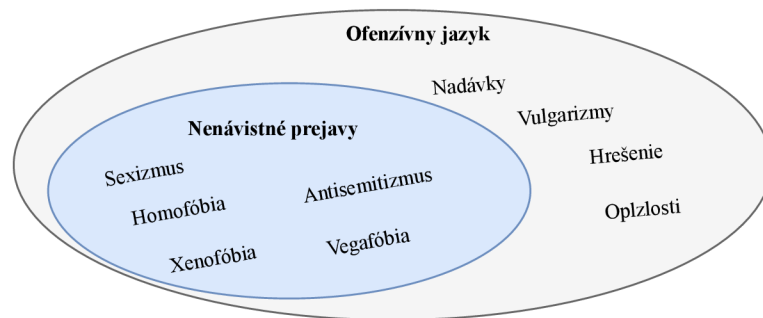 Ofenzívny jazyk
Nadávky
Vulgarizmy
Hrešenie
Oplzlosti
Nenávistné prejavy
Sexizmus
Antisemitizmus
Homofóbia
Vegafóbia
Xenofóbia